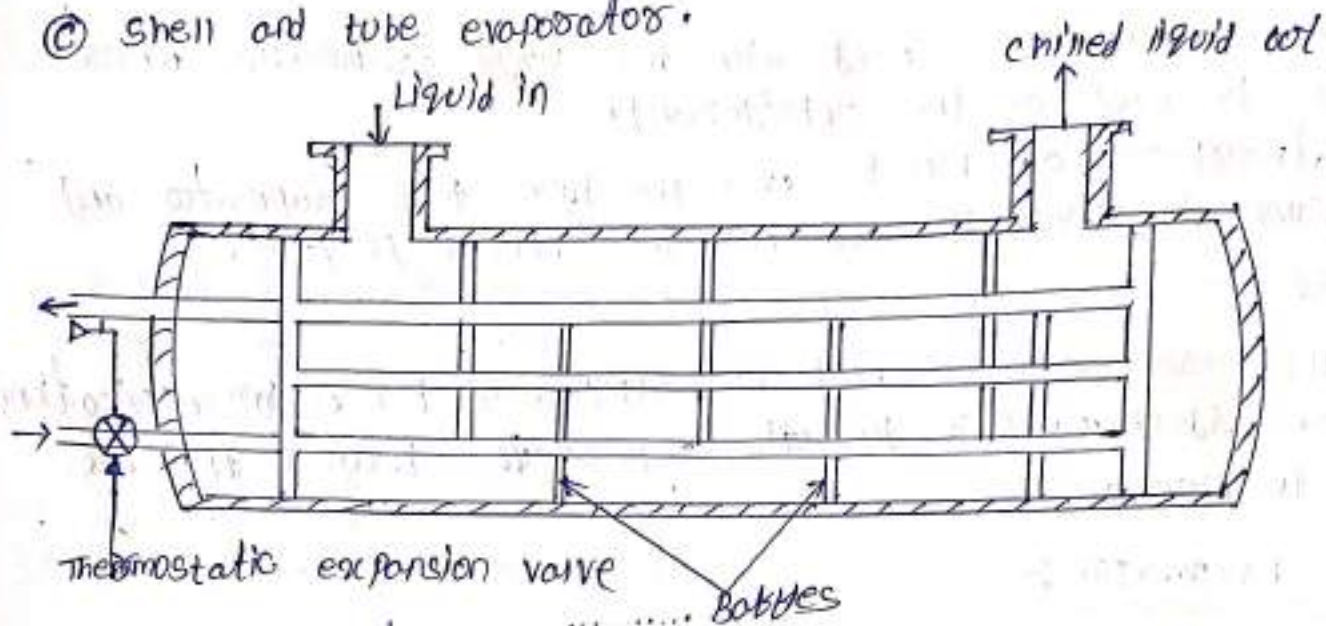 Ⓒ Shell and tube evaporator.
Liquid in
chilled liquid out
Thermostatic expansion valve
Baffles